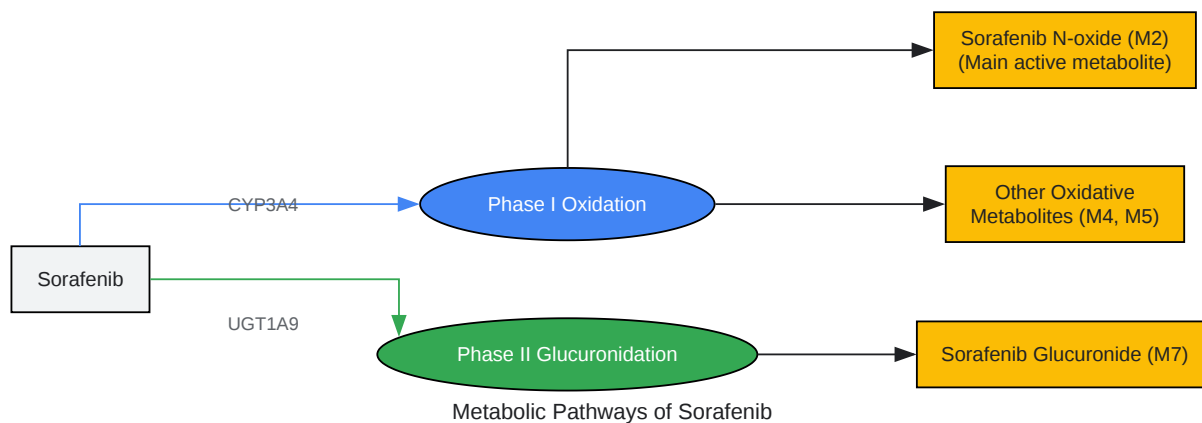 Sorafenib N-oxide (M2)
(Main active metabolite)
CYP3A4
Phase I Oxidation
Other Oxidative
Metabolites (M4, M5)
Sorafenib
UGT1A9
Phase II Glucuronidation
Sorafenib Glucuronide (M7)
Metabolic Pathways of Sorafenib